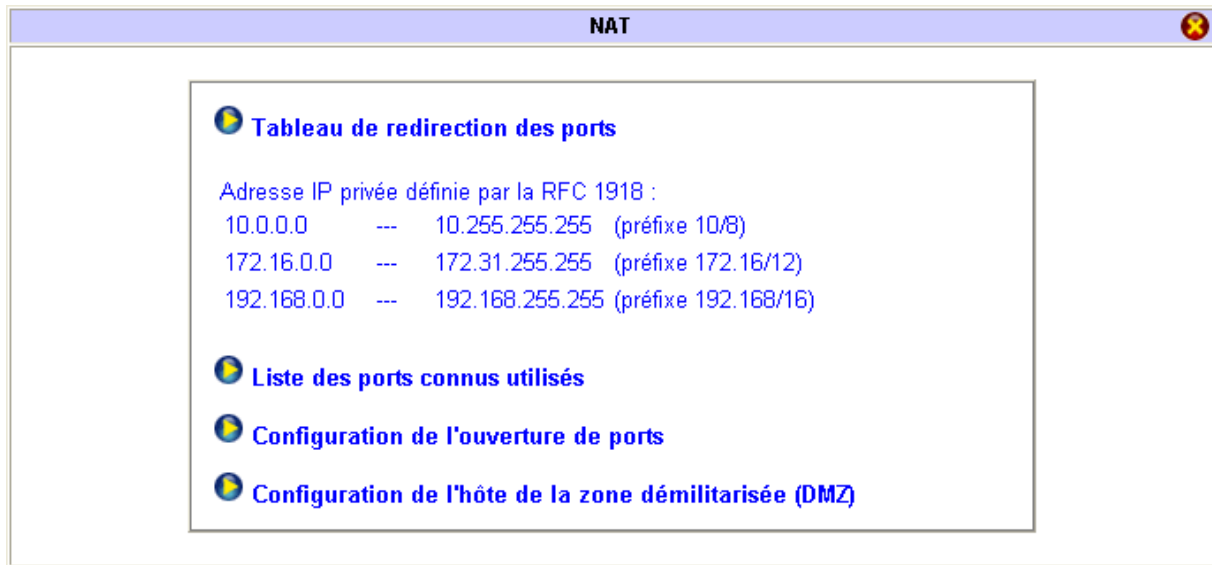 NAT
Tableau de redirection des ports
Adresse IP privée définie par la RFC 1918 :
10.0.0.0 --- 10.255.255.255 (préfixe 10/8)
172.16.0.0 --- 172.31.255.255 (préfixe 172.16/12)
192.168.0.0 --- 192.168.255.255 (préfixe 192.168/16)
Liste des ports connus utilisés
Configuration de l'ouverture de ports
Configuration de l'hôte de la zone démilitarisée (DMZ)